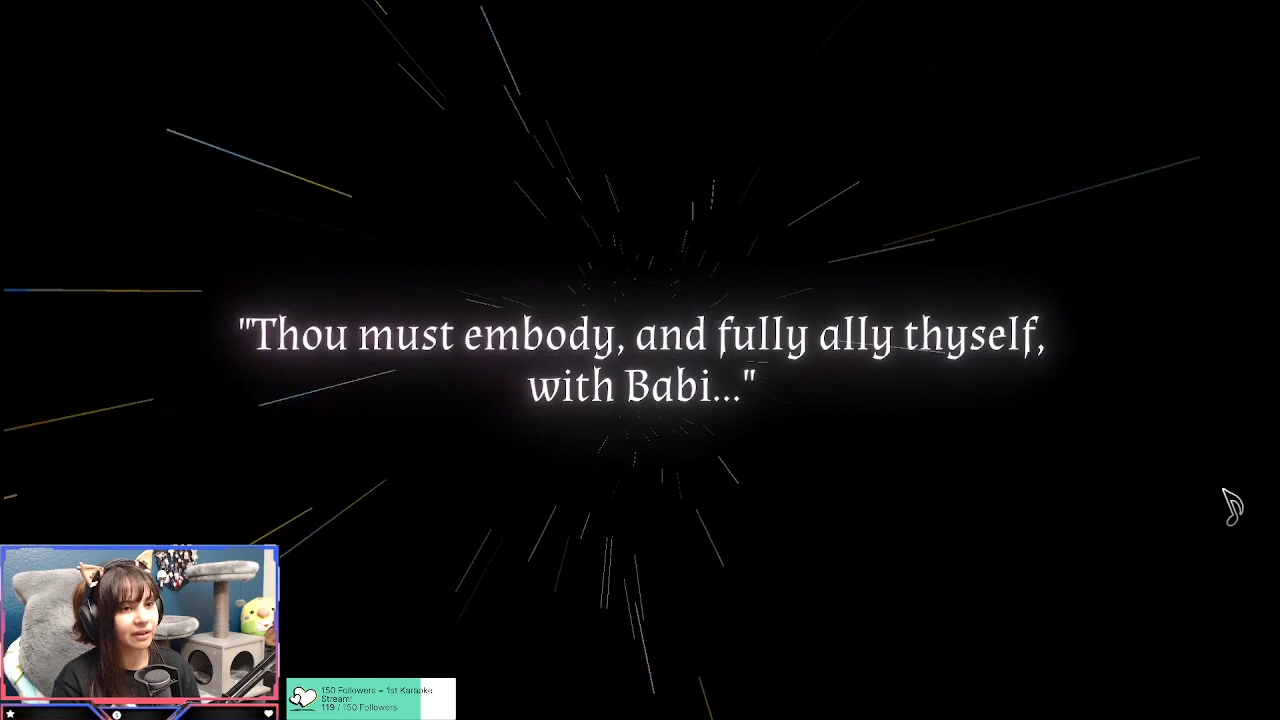 "Thou must embody, and fully ally thyself,
with Babi..."
150 Followers = 1st Karaoke
Stream!
119 / 150 Followers